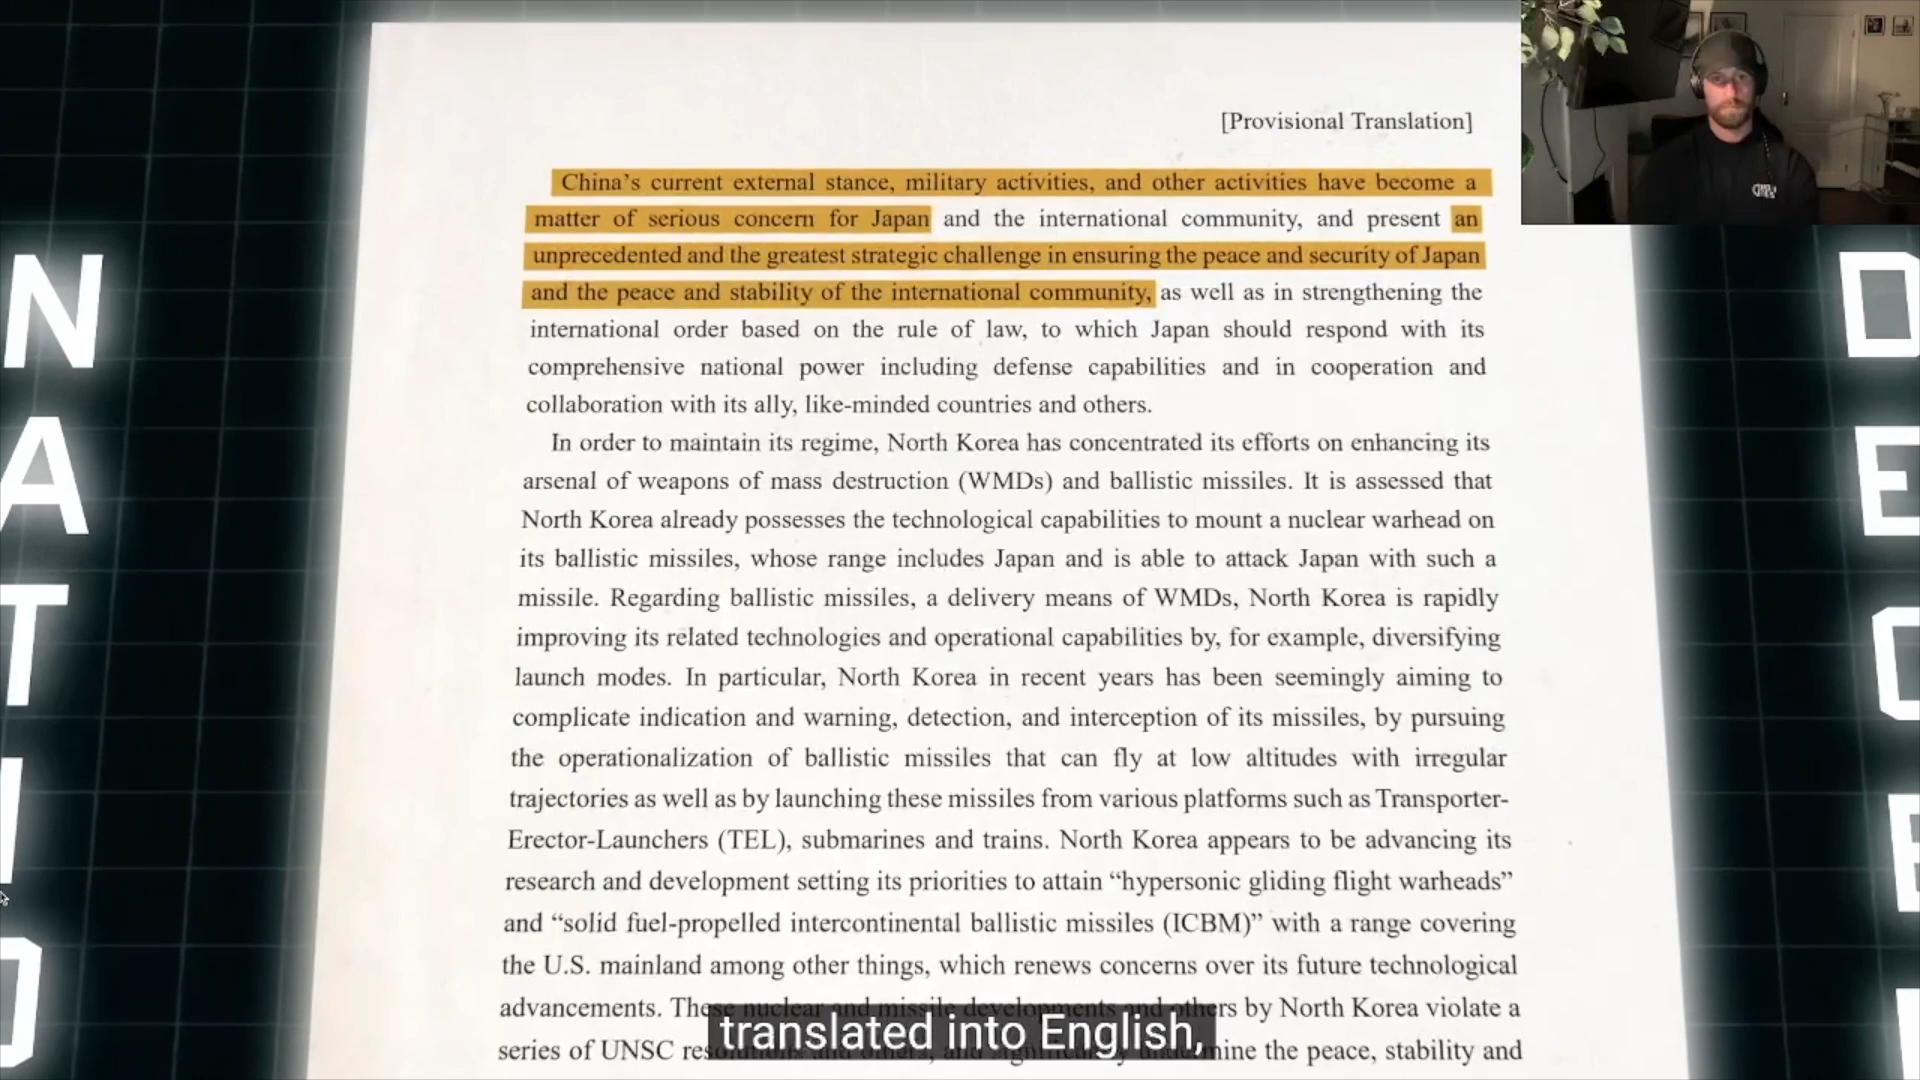 [Provisional Translation]
China’s current external stance, military activities, and other activities have become a
matter of serious concern for Japan and the international community, and present an
unprecedented and the greatest strategic challenge in ensuring the peace and security of Japan
and the peace and stability of the international community, as well as in strengthening the
international order based on the rule of law, to which Japan should respond with its
comprehensive national power including defense capabilities and in cooperation and
collaboration with its ally, like-minded countries and others.
In order to maintain its regime, North Korea has concentrated its efforts on enhancing its
arsenal of weapons of mass destruction (WMDs) and ballistic missiles. It is assessed that
North Korea already possesses the technological capabilities to mount a nuclear warhead on
its ballistic missiles, whose range includes Japan and is able to attack Japan with such a
missile. Regarding ballistic missiles, a delivery means of WMDs, North Korea is rapidly
improving its related technologies and operational capabilities by, for example, diversifying
launch modes. In particular, North Korea in recent years has been seemingly aiming to
complicate indication and warning, detection, and interception of its missiles, by pursuing
the operationalization of ballistic missiles that can fly at low altitudes with irregular
trajectories as well as by launching these missiles from various platforms such as Transporter-
Erector-Launchers (TEL), submarines and trains. North Korea appears to be advancing its
research and development setting its priorities to attain “hypersonic gliding flight warheads”
and “solid fuel-propelled intercontinental ballistic missiles (ICBM)” with a range covering
the U.S. mainland among other things, which renews concerns over its future technological
advancements. These nuclear and missile developments and others by North Korea violate a
series of UNSC the peace, stability and
translated into English,
N
A
T
I
O
D
E
C